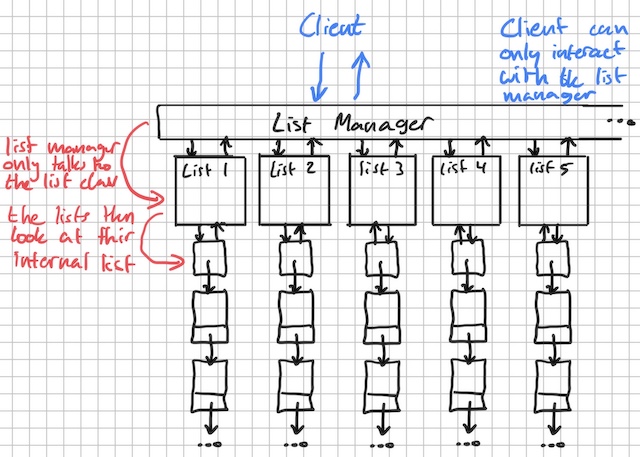 Client
Client can
only interact
with the list
manager
List Manager
...
list manager
only talks to
the list class
List 1
List 2
list 3
list 4
list 5
the lists then
look at their
internal list
...
...
...
...
...